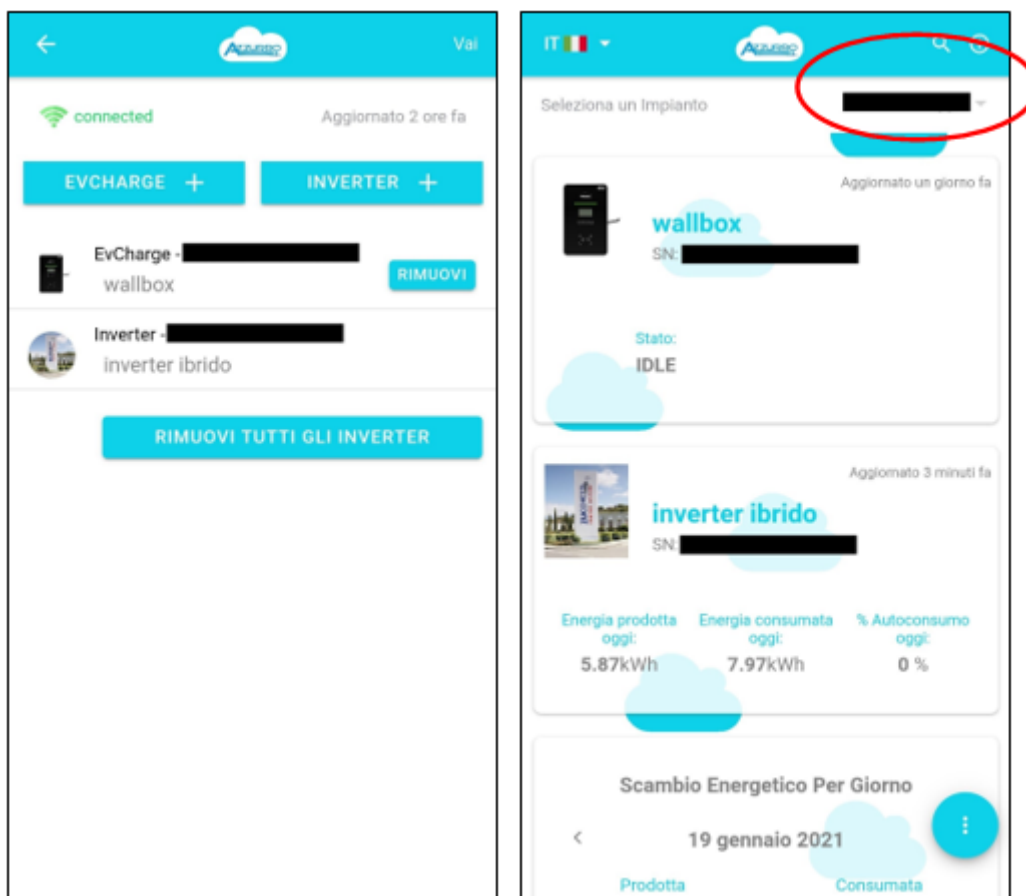 Vai
connected
Aggiornato 2 ore fa
EVCHARGE +
INVERTER +
EvCharge -
wallbox
RIMUOVI
Inverter -
inverter ibrido
RIMUOVI TUTTI GLI INVERTER
IT
AZZURRO
Seleziona un Impianto
Aggiornato un giorno fa
wallbox
SN:
Stato:
IDLE
Aggiornato 3 minuti fa
inverter ibrido
SN:
Energia prodotta oggi:
Energia consumata oggi:
% Autoconsumo oggi:
5.87kWh
7.97kWh
0 %
Scambio Energetico Per Giorno
19 gennaio 2021
Prodotta
Consumata